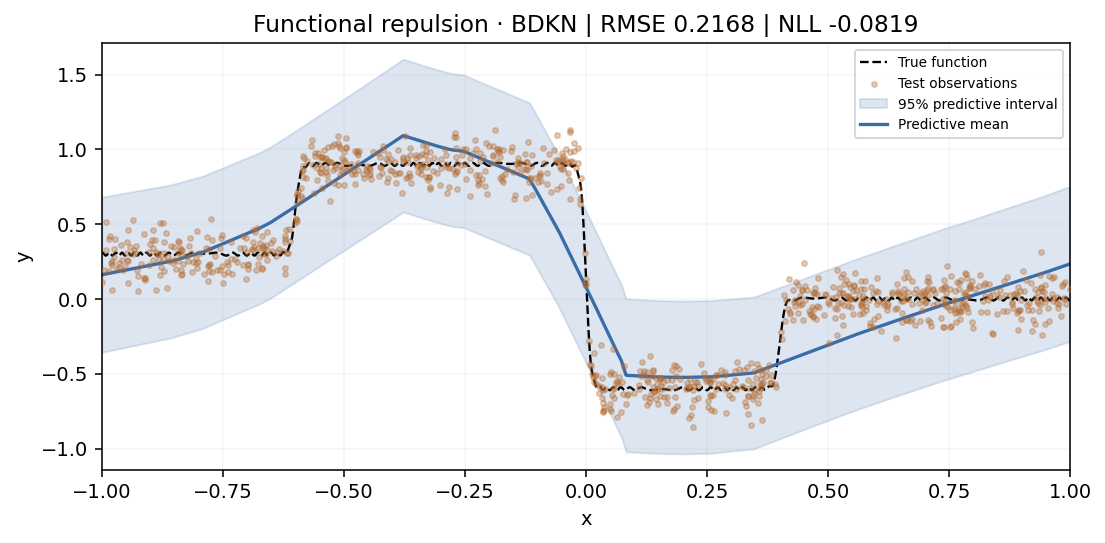 Functional repulsion · BDKN | RMSE 0.2168 | NLL -0.0819
True function
Test observations
95% predictive interval
Predictive mean
1.5
1.0
0.5
0.0
−0.5
−1.0
y
−1.00 −0.75 −0.50 −0.25 0.00 0.25 0.50 0.75 1.00
x